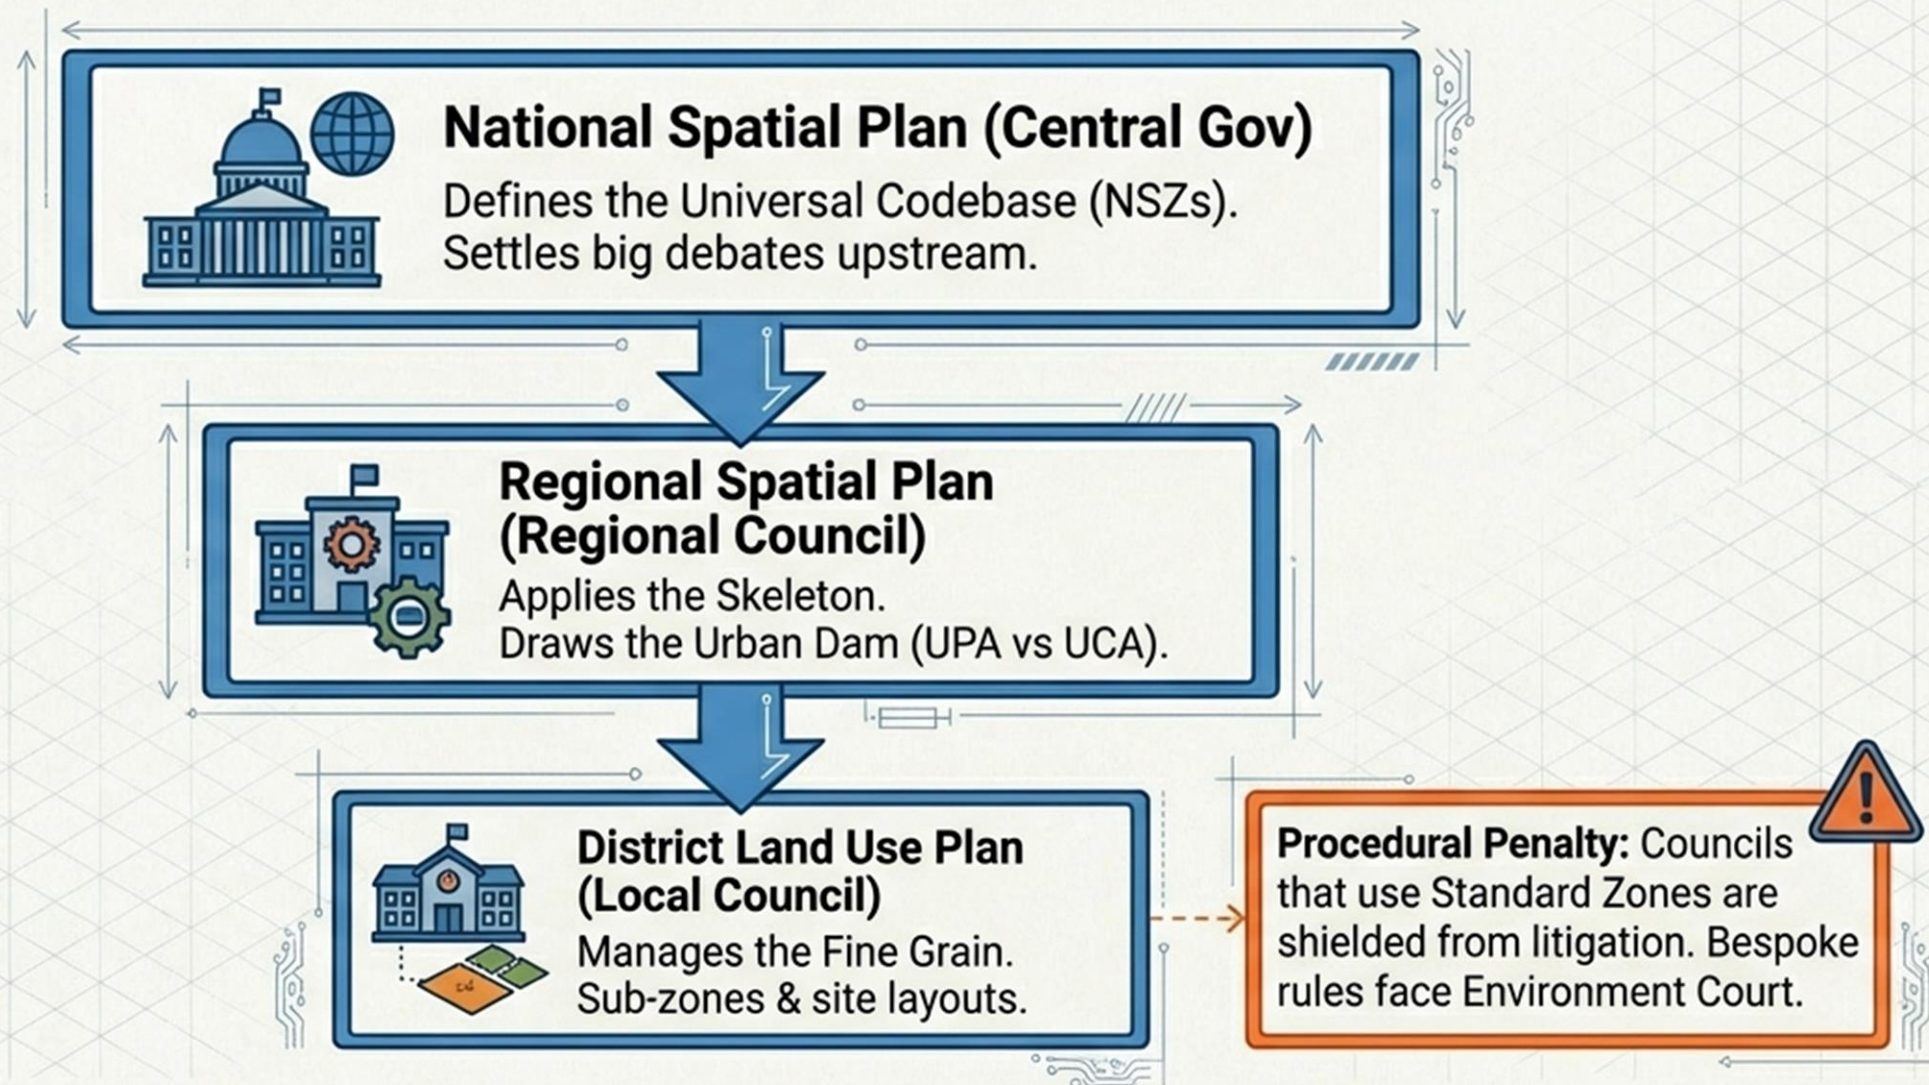 National Spatial Plan (Central Gov)
Defines the Universal Codebase (NSZs).
Settles big debates upstream.
Regional Spatial Plan
(Regional Council)
Applies the Skeleton.
Draws the Urban Dam (UPA vs UCA).
District Land Use Plan
(Local Council)
Manages the Fine Grain.
Sub-zones & site layouts.
Procedural Penalty: Councils
that use Standard Zones are
shielded from litigation. Bespoke
rules face Environment Court.